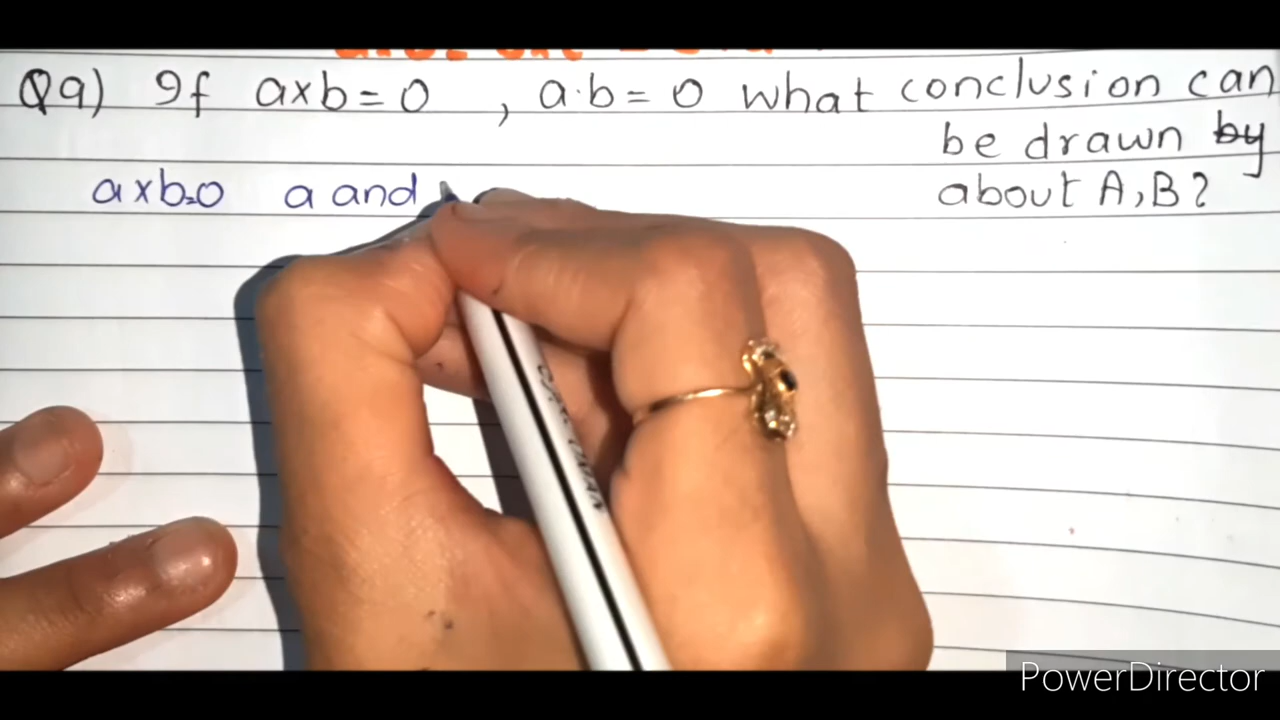 Q9) If a×b=0 , a·b=0 what conclusion can
be drawn by
about A,B?
a×b=0 a and
PowerDirector